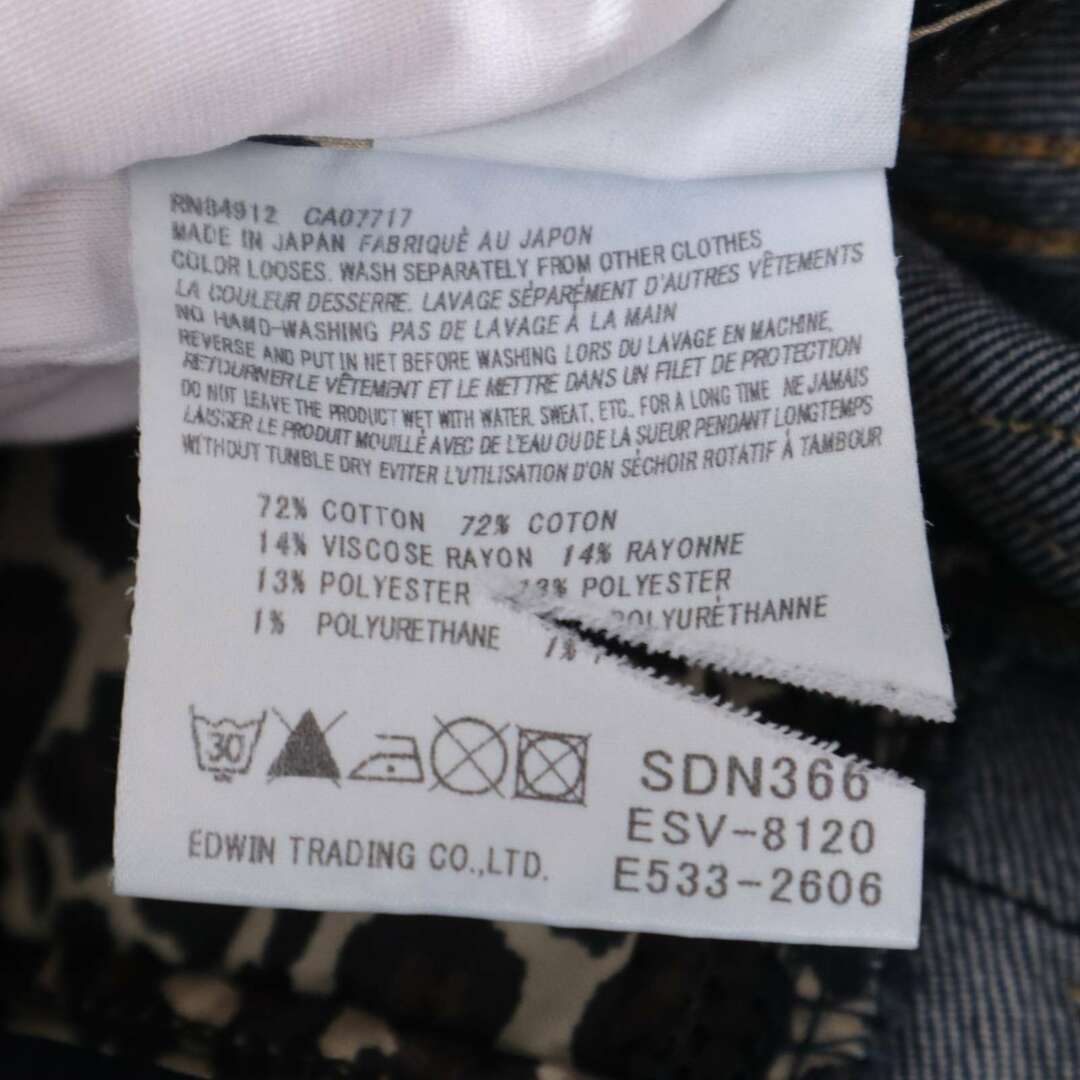 RN84912 CA07717
MADE IN JAPAN FABRIQUÈ AU JAPON
COLOR LOOSES. WASH SEPARATELY FROM OTHER CLOTHES
LA COULEUR DESSERRE. LAVAGE SÉPARÉMENT D'AUTRES VÊTEMENTS
NO HAMD-WASHING PAS DE LAVAGE À LA MAIN
REVERSE AND PUT IN NET BEFORE WASHING LORS DU LAVAGE EN MACHINE,
RETOURNER LE VÊTEMENT ET LE METTRE DANS UN FILET DE PROTECTION
DO NOT LEAVE THE PRODUCT WET WITH WATER, SWEAT, ETC., FOR A LONG TIME NE JAMAIS
LAISSER LE PRODUIT MOUILLÉ AVEC DE L'EAU OU DE LA SUEUR PENDANT LONGTEMPS
WITHOUT TUMBLE DRY EVITER L'UTILISATION D'ON SÉCHOIR ROTATIF À TAMBOUR
72% COTTON 72% COTON
14% VISCOSE RAYON 14% RAYONNE
13% POLYESTER 13% POLYESTER
1% POLYURETHANE 1% POLYURÉTHANNE
30
SDN366
ESV-8120
E533-2606
EDWIN TRADING CO.,LTD.